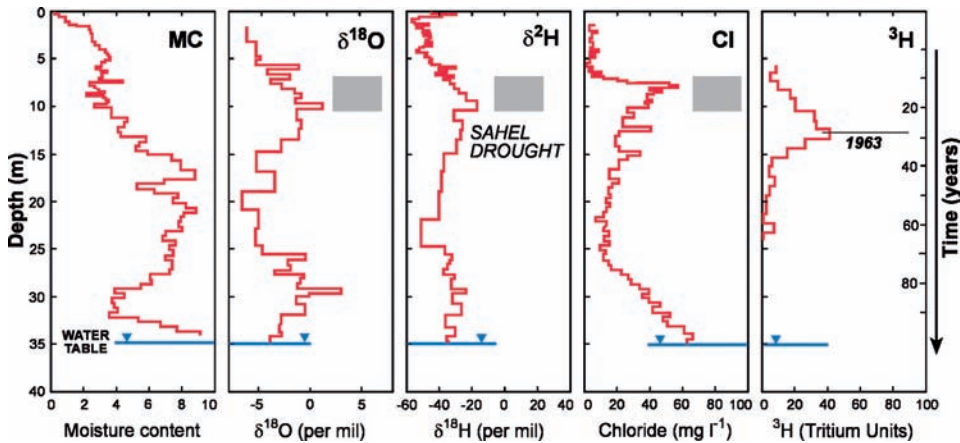 MC
δ18O
δ2H
Cl
3H
0
5
10
15
20
25
30
35
40
Depth (m)
WATER
TABLE
SAHEL
DROUGHT
1963
20
40
60
80
Time (years)
0 2 4 6 8 10
-5 0 5
-60 -40 -20 0 20 40
0 20 40 60 80 100
0 20 40 60 80 100
Moisture content
δ18O (per mil)
δ18H (per mil)
Chloride (mg l-1)
3H (Tritium Units)